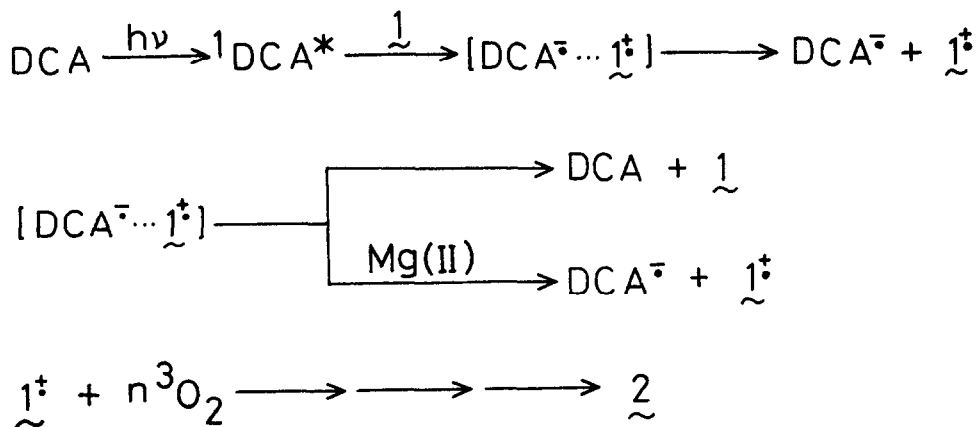 DCA hν → ¹DCA* 1̰ → [DCA⨪ ··· 1̰⨥] → DCA⨪ + 1̰⨥
DCA + 1̰
[DCA⨪ ··· 1̰⨥]
Mg(II) → DCA⨪ + 1̰⨥
1̰⨥ + n³O₂ → → → 2̰